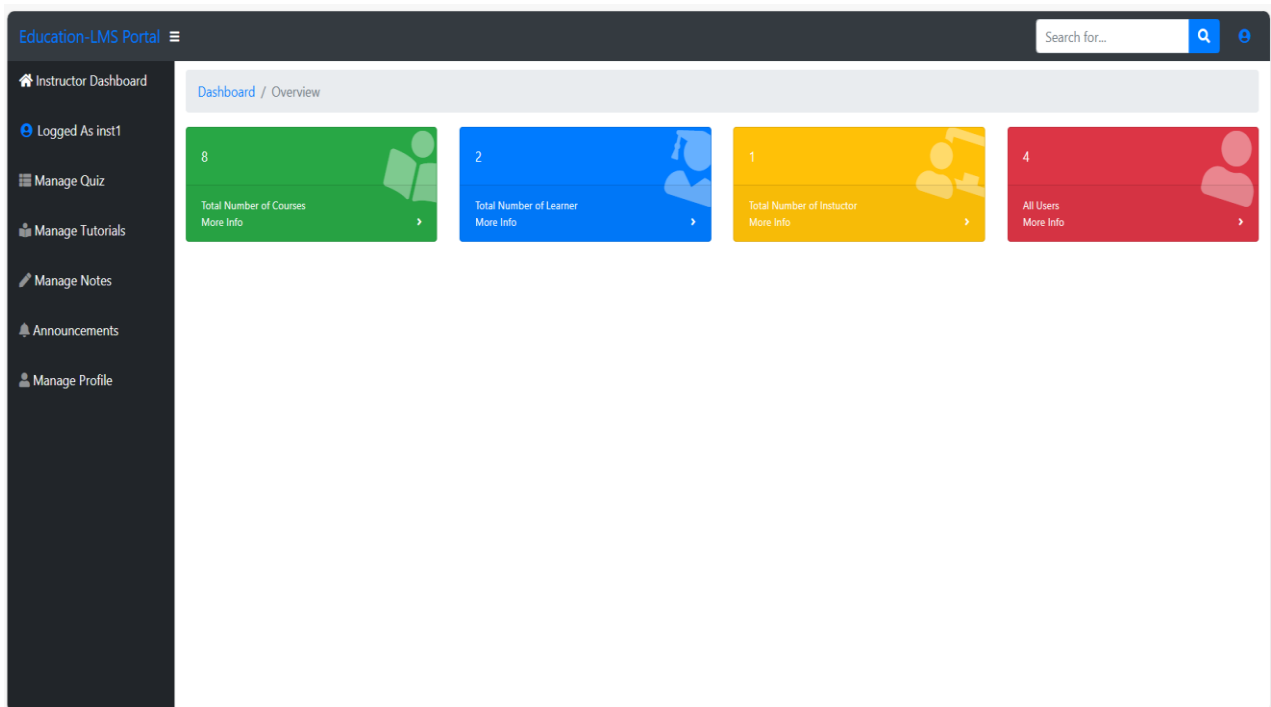 Education-LMS Portal
Search for...
Instructor Dashboard
Logged As inst1
Manage Quiz
Manage Tutorials
Manage Notes
Announcements
Manage Profile
Dashboard / Overview
8
Total Number of Courses
More Info
2
Total Number of Learner
More Info
1
Total Number of Instuctor
More Info
4
All Users
More Info